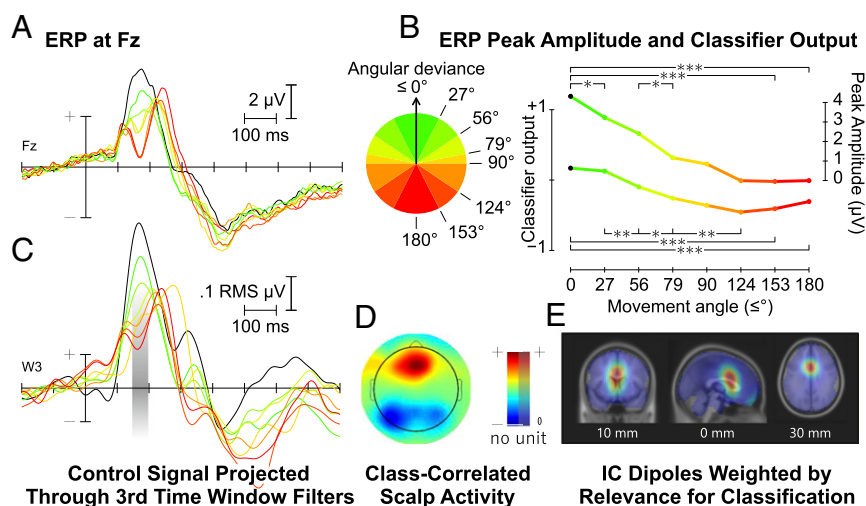 A
ERP at Fz
2 µV
100 ms
+
Fz
−
B
ERP Peak Amplitude and Classifier Output
Angular deviance
≤ 0°
27°
56°
79°
90°
124°
153°
180°
***
***
*
*
+1
Classifier output
-1
4
3
2
1
0
Peak Amplitude (µV)
**
*
**
***
***
0 27 56 79 90 124 153 180
Movement angle (≤°)
C
.1 RMS µV
100 ms
+
W3
−
Control Signal Projected
Through 3rd Time Window Filters
D
+ +
− 0
no unit
Class-Correlated
Scalp Activity
E
10 mm 0 mm 30 mm
IC Dipoles Weighted by
Relevance for Classification